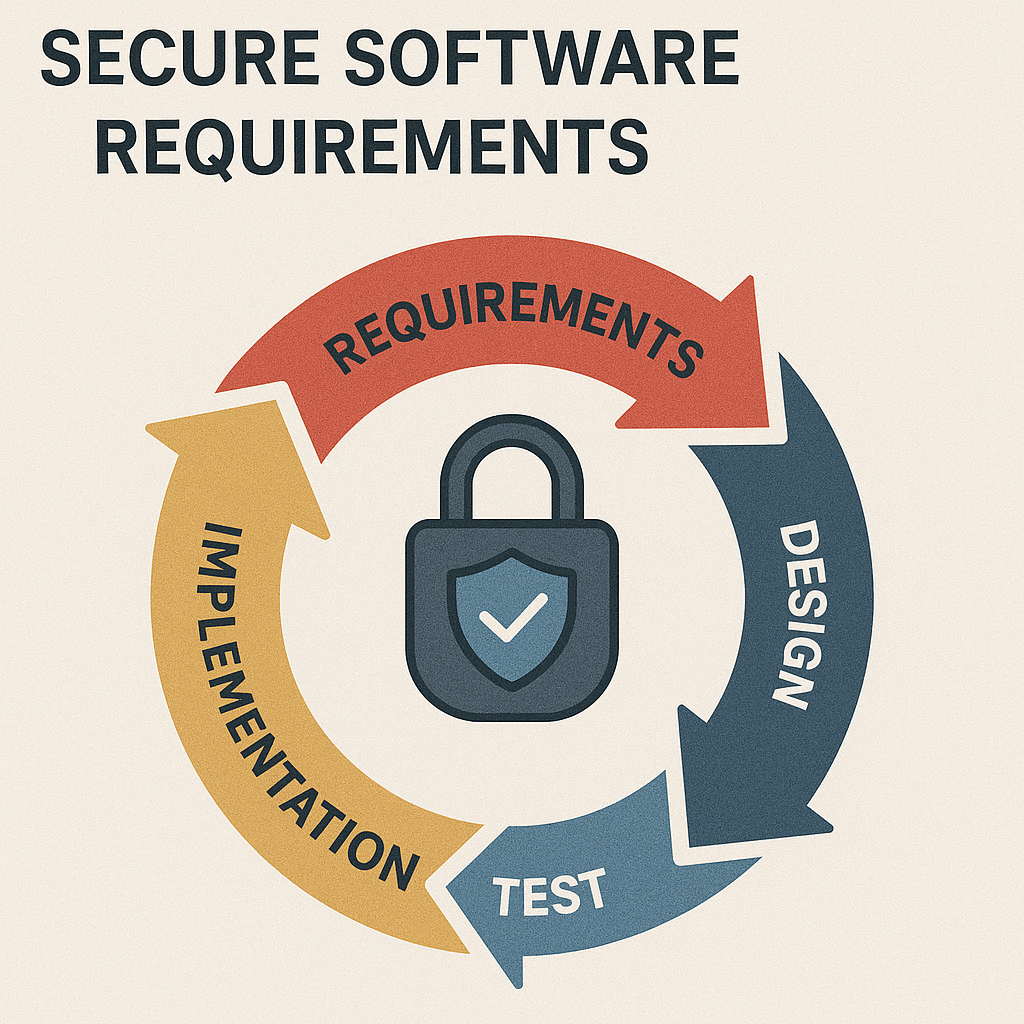 SECURE SOFTWARE
REQUIREMENTS
REQUIREMENTS
DESIGN
TEST
IMPLEMENTATION